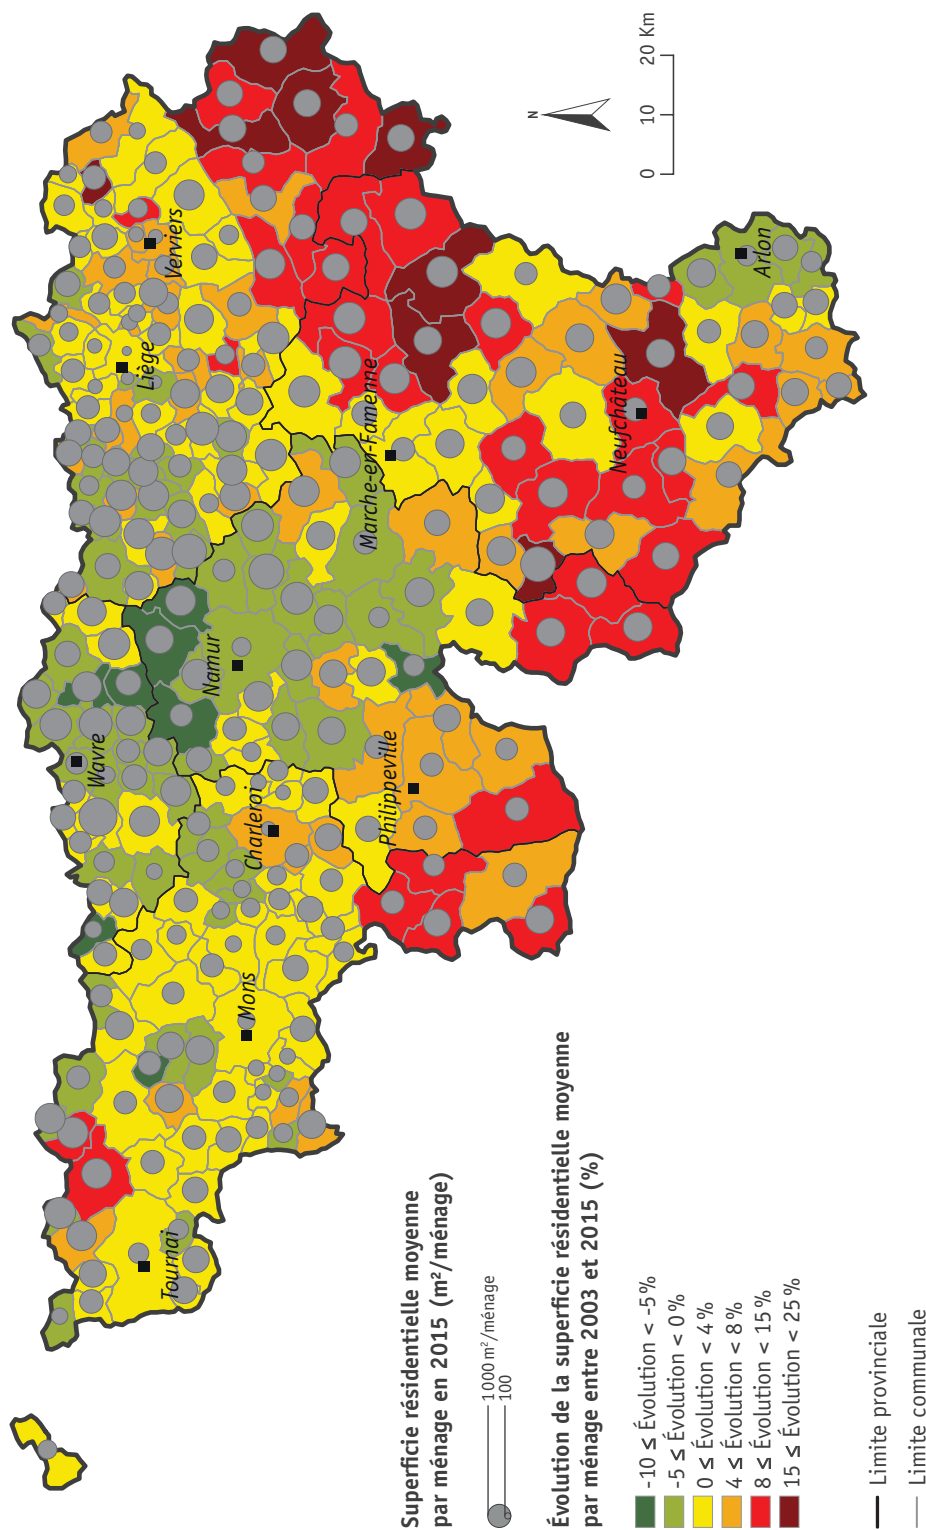 Verviers
Liège
Marche-en-Famenne
Neufchâteau
Arlon
Namur
Wavre
Charleroi
Philippeville
Mons
Tournai
N
0 10 20 Km
Superficie résidentielle moyenne
par ménage en 2015 (m²/ménage)
1000 m²/ménage
100
Évolution de la superficie résidentielle moyenne
par ménage entre 2003 et 2015 (%)
-10 ≤ Évolution < -5 %
-5 ≤ Évolution < 0 %
0 ≤ Évolution < 4 %
4 ≤ Évolution < 8 %
8 ≤ Évolution < 15 %
15 ≤ Évolution < 25 %
Limite provinciale
Limite communale